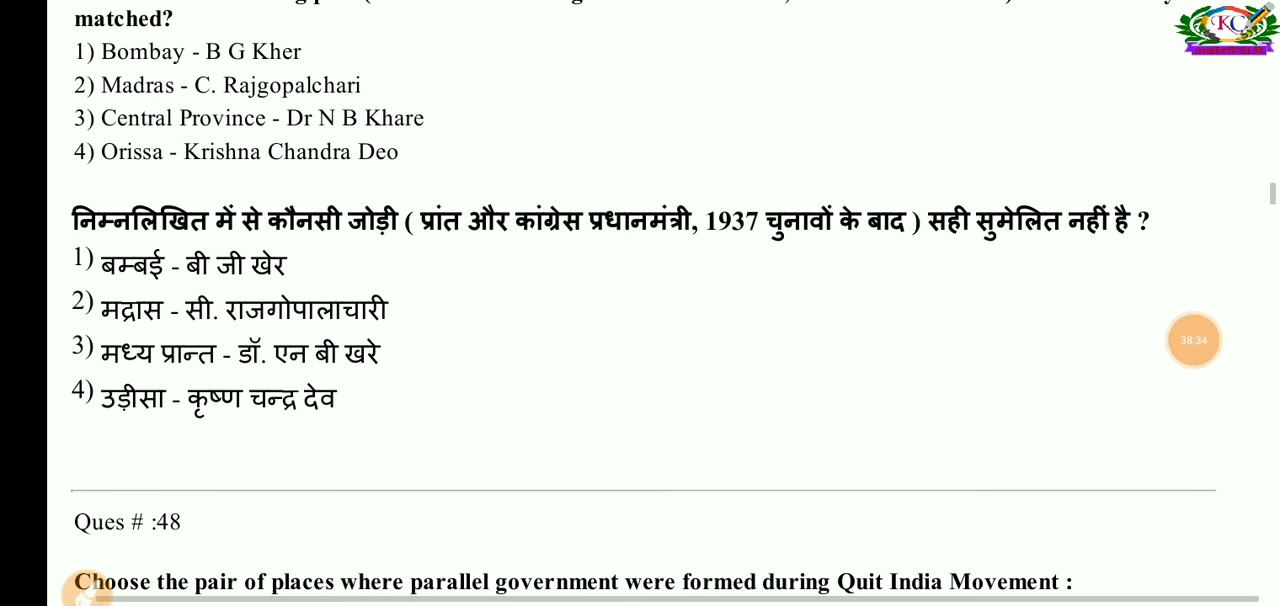 matched?
KC
1) Bombay - B G Kher
2) Madras - C. Rajgopalchari
3) Central Province - Dr N B Khare
4) Orissa - Krishna Chandra Deo
निम्नलिखित में से कौनसी जोड़ी ( प्रांत और कांग्रेस प्रधानमंत्री, 1937 चुनावों के बाद ) सही सुमेलित नहीं है ?
1) बम्बई - बी जी खेर
2) मद्रास - सी. राजगोपालाचारी
3) मध्य प्रान्त - डॉ. एन बी खरे
38:34
4) उड़ीसा - कृष्ण चन्द्र देव
Ques # :48
Choose the pair of places where parallel government were formed during Quit India Movement :